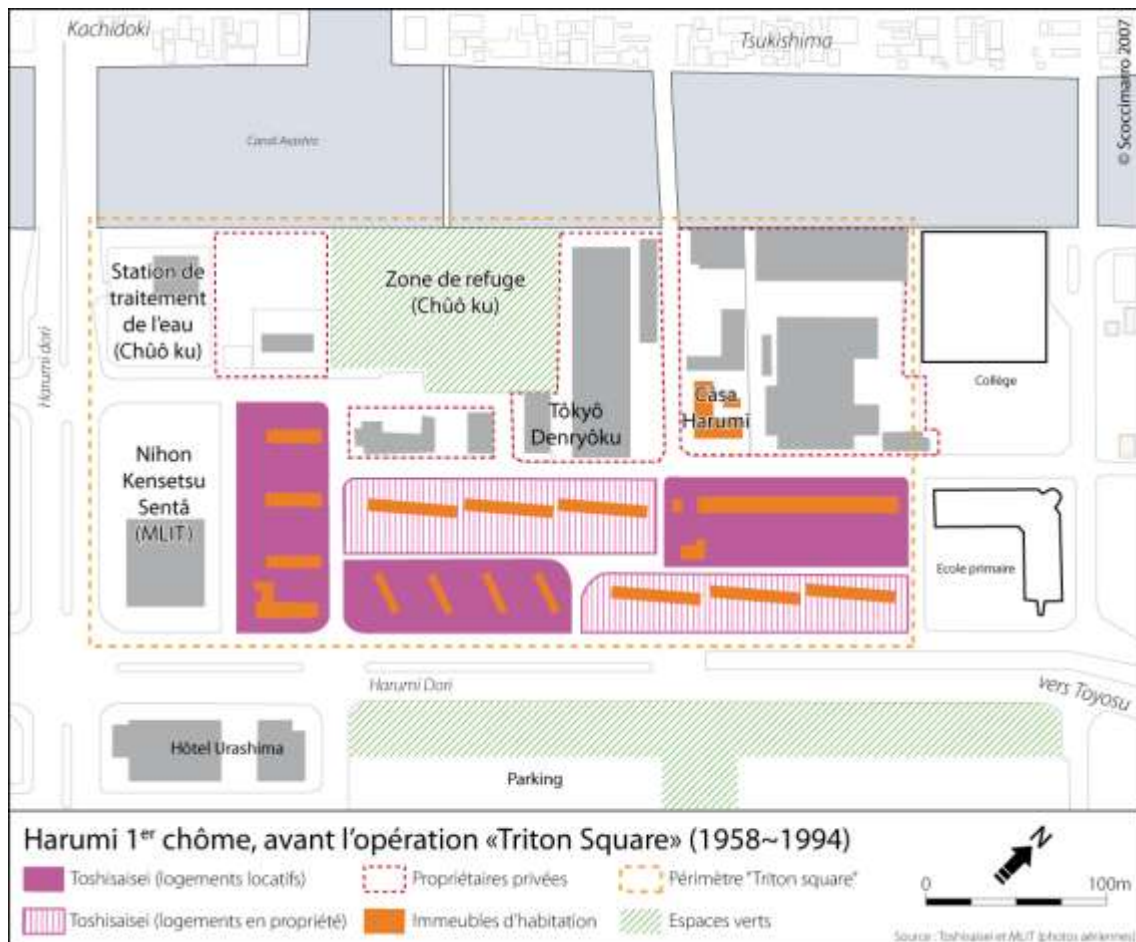 Kachidoki
Tsukishima
© Scoccimarro 2007
Canal Asashio
Harumi dori
Station de
traitement
de l'eau
(Chûô ku)
Zone de refuge
(Chûô ku)
Collège
Casa
Harumi
Tôkyô
Denryôku
Nihon
Kensetsu
Sentâ
(MLIT)
Ecole primaire
Harumi Dori
vers Toyosu
Hôtel Urashima
Parking
Harumi 1er chôme, avant l'opération «Triton Square» (1958~1994)
Toshisaisei (logements locatifs)
Propriétaires privées
Périmètre "Triton square"
Toshisaisei (logements en propriété)
Immeubles d'habitation
Espaces verts
N
0 100m
Source : Toshisaisei et MLIT (photos aériennes)